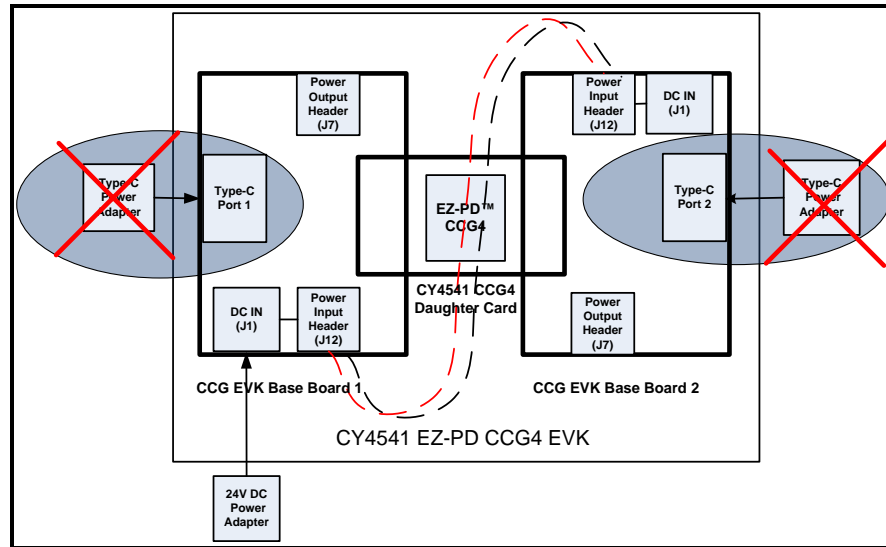 Power
Output
Header
(J7)
Power
Input
Header
(J12)
DC IN
(J1)
Type-C
Power
Adapter
Type-C
Port 1
EZ-PD™
CCG4
Type-C
Port 2
Type-C
Power
Adapter
CY4541 CCG4
Daughter Card
DC IN
(J1)
Power
Input
Header
(J12)
Power
Output
Header
(J7)
CCG EVK Base Board 1
CCG EVK Base Board 2
CY4541 EZ-PD CCG4 EVK
24V DC
Power
Adapter